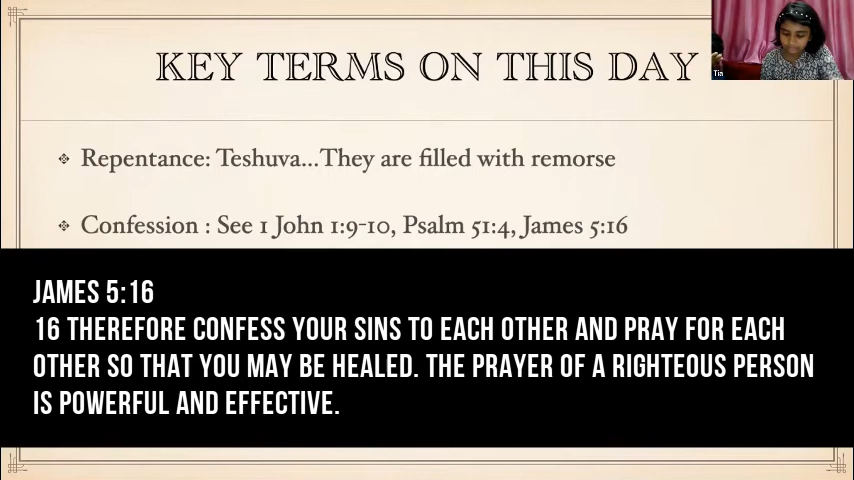 KEY TERMS ON THIS DAY
Tia
Repentance: Teshuva...They are filled with remorse
Confession : See 1 John 1:9-10, Psalm 51:4, James 5:16
JAMES 5:16
16 THEREFORE CONFESS YOUR SINS TO EACH OTHER AND PRAY FOR EACH
OTHER SO THAT YOU MAY BE HEALED. THE PRAYER OF A RIGHTEOUS PERSON
IS POWERFUL AND EFFECTIVE.